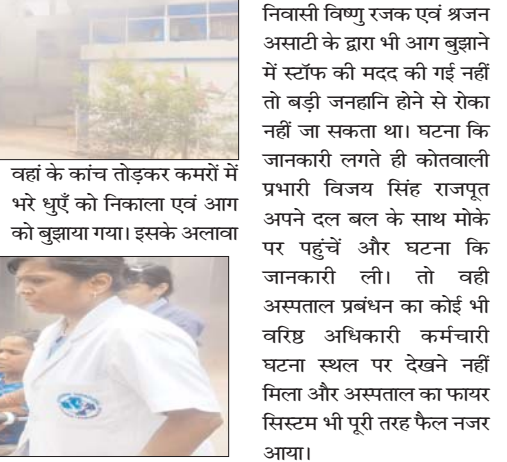 वहां के कांच तोड़कर कमरों में
भरे धुएँ को निकाला एवं आग
को बुझाया गया। इसके अलावा
निवासी विष्णु रजक एवं श्रजन
असाटी के द्वारा भी आग बुझाने
में स्टॉफ की मदद की गई नहीं
तो बड़ी जनहानि होने से रोका
नहीं जा सकता था। घटना कि
जानकारी लगते ही कोतवाली
प्रभारी विजय सिंह राजपूत
अपने दल बल के साथ मोके
पर पहुंचें और घटना कि
जानकारी ली। तो वही
अस्पताल प्रबंधन का कोई भी
वरिष्ठ अधिकारी कर्मचारी
घटना स्थल पर देखने नहीं
मिला और अस्पताल का फायर
सिस्टम भी पूरी तरह फैल नजर
आया।